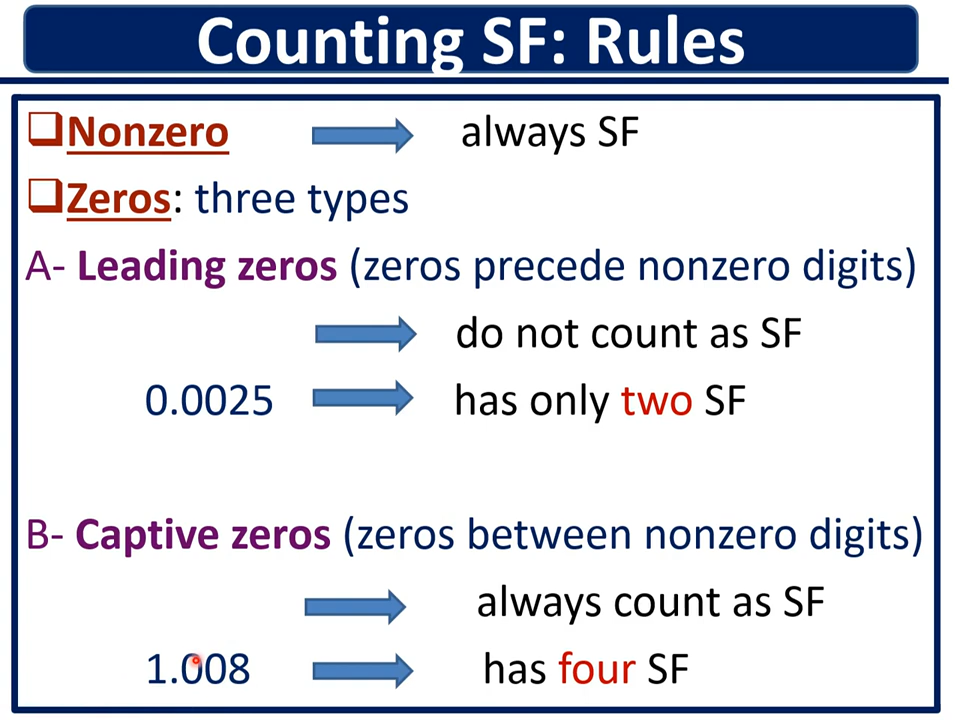 Counting SF: Rules
Nonzero always SF
Zeros: three types
A- Leading zeros (zeros precede nonzero digits)
do not count as SF
0.0025 has only two SF
B- Captive zeros (zeros between nonzero digits)
always count as SF
1.008 has four SF